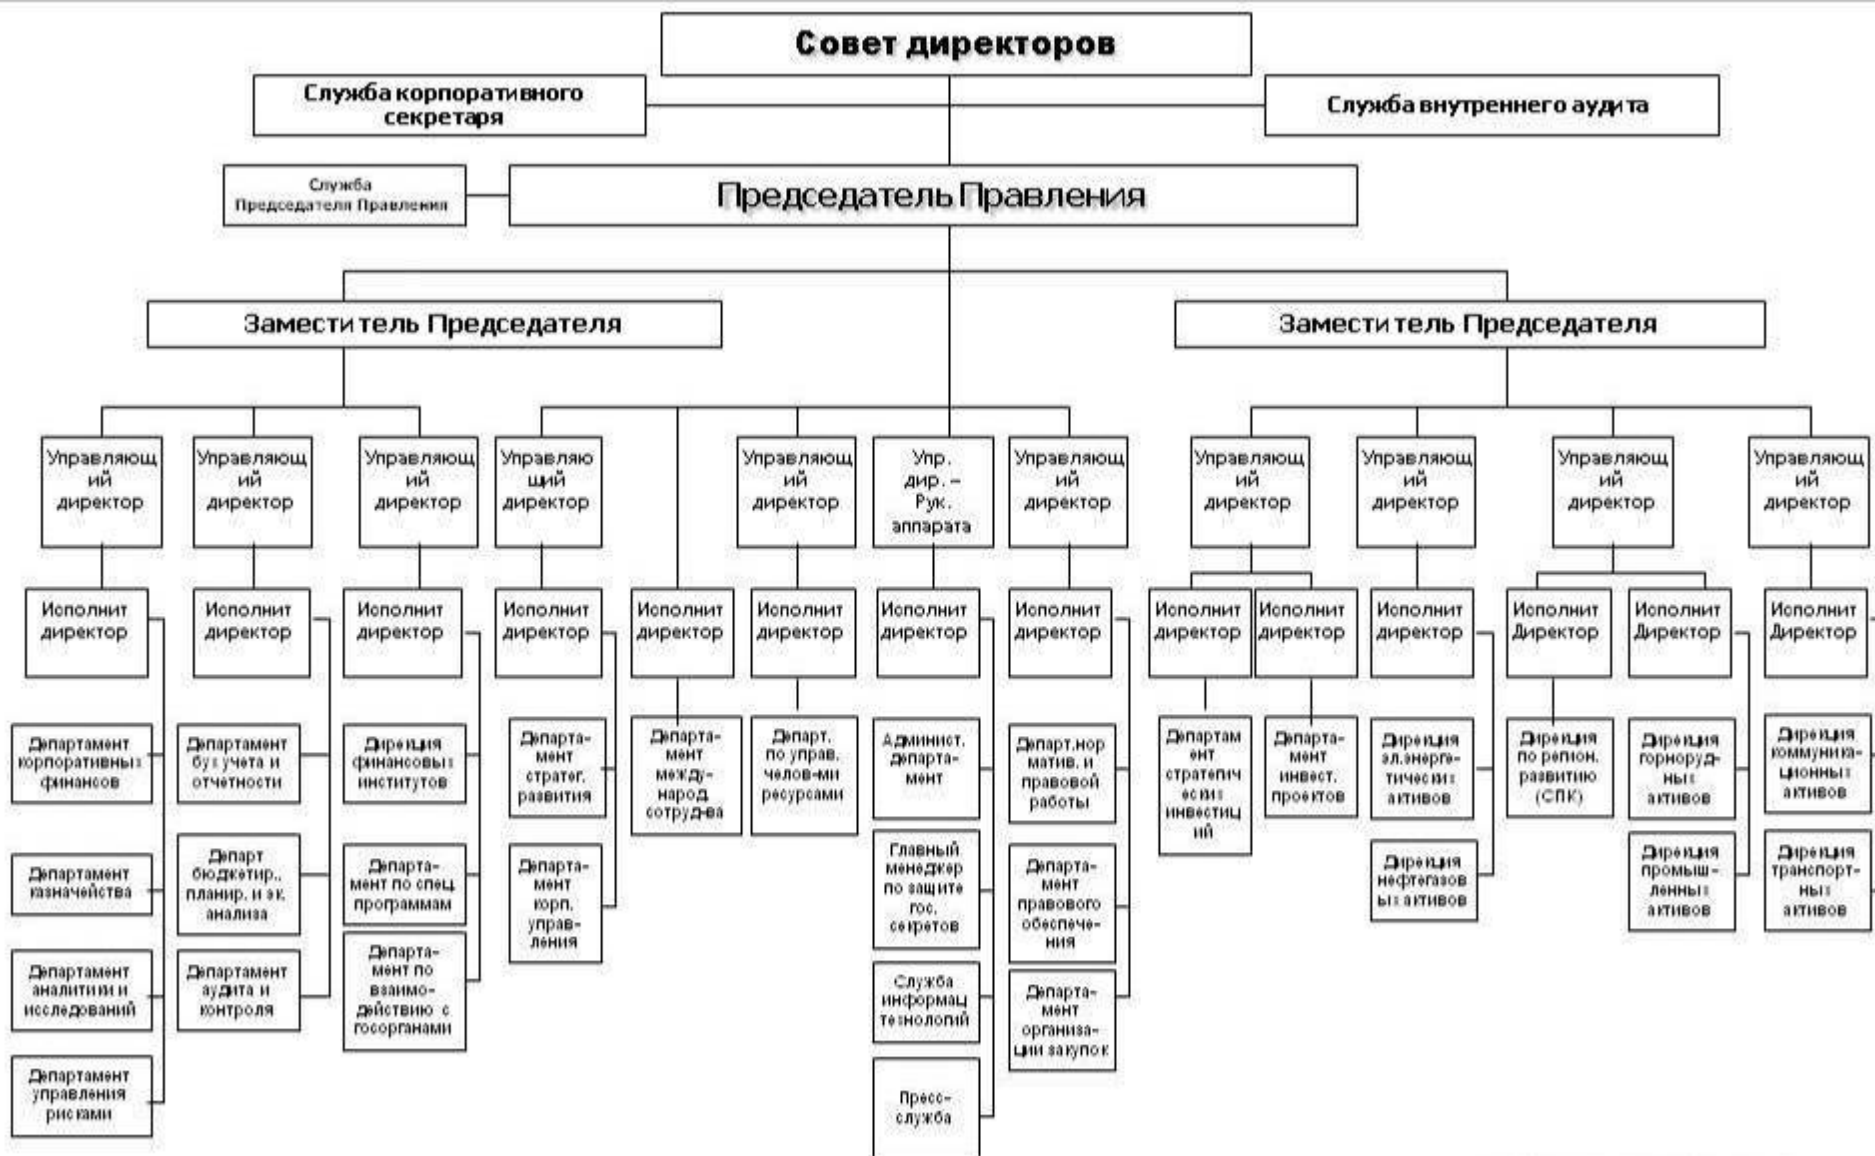 Совет директоров
Служба корпоративного
секретаря
Служба внутреннего аудита
Служба
Председателя Правления
Председатель Правления
Заместитель Председателя
Заместитель Председателя
Управляющ
ий
директор
Управляющ
ий
директор
Управляющ
ий
директор
Управляю
щий
директор
Управляющ
ий
директор
Упр.
дир. –
Рук.
аппарата
Управляющ
ий
директор
Управляющ
ий
директор
Управляющ
ий
директор
Управляющ
ий
директор
Управляющ
ий
директор
Исполнит
директор
Исполнит
директор
Исполнит
директор
Исполнит
директор
Исполнит
директор
Исполнит
директор
Исполнит
директор
Исполнит
директор
Исполнит
директор
Исполнит
директор
Исполнит
директор
Исполнит
Директор
Исполнит
Директор
Исполнит
Директор
Департамент
корпоративных
финансов
Департамент
казначейства
Департамент
аналитики и
исследований
Департамент
управления
рисками
Департамент
бух учета и
отчетности
Департ
бюджетир.,
планир. и эк.
анализа
Департамент
аудита и
контроля
Дирекция
финансовых
институтов
Департа-
мент по спец.
программам
Департа-
мент по
взаимо-
действию с
госорганами
Департа-
мент
стратег.
развития
Департа-
мент
корп.
управ-
ления
Департа-
мент
между-
народ.
сотруд-ва
Департ.
по управ.
челов-ми
ресурсами
Админист.
департа-
мент
Главный
менеджер
по защите
гос.
секретов
Служба
информац
технологий
Пресс-
служба
Департ.нор
матив. и
правовой
работы
Департа-
мент
правового
обеспече-
ния
Департа-
мент
организа-
ции закупок
Департам
ент
стратегич
еских
инвестиц
ий
Департа-
мент
инвест.
проектов
Дирекция
эл.энерге-
тических
активов
Дирекция
нефтегазов
ых активов
Дирекция
по регион.
развитию
(СПК)
Дирекция
горноруд-
ных
активов
Дирекция
промыш-
ленных
активов
Дирекция
коммуника-
ционных
активов
Дирекция
транспорт-
ных
активов